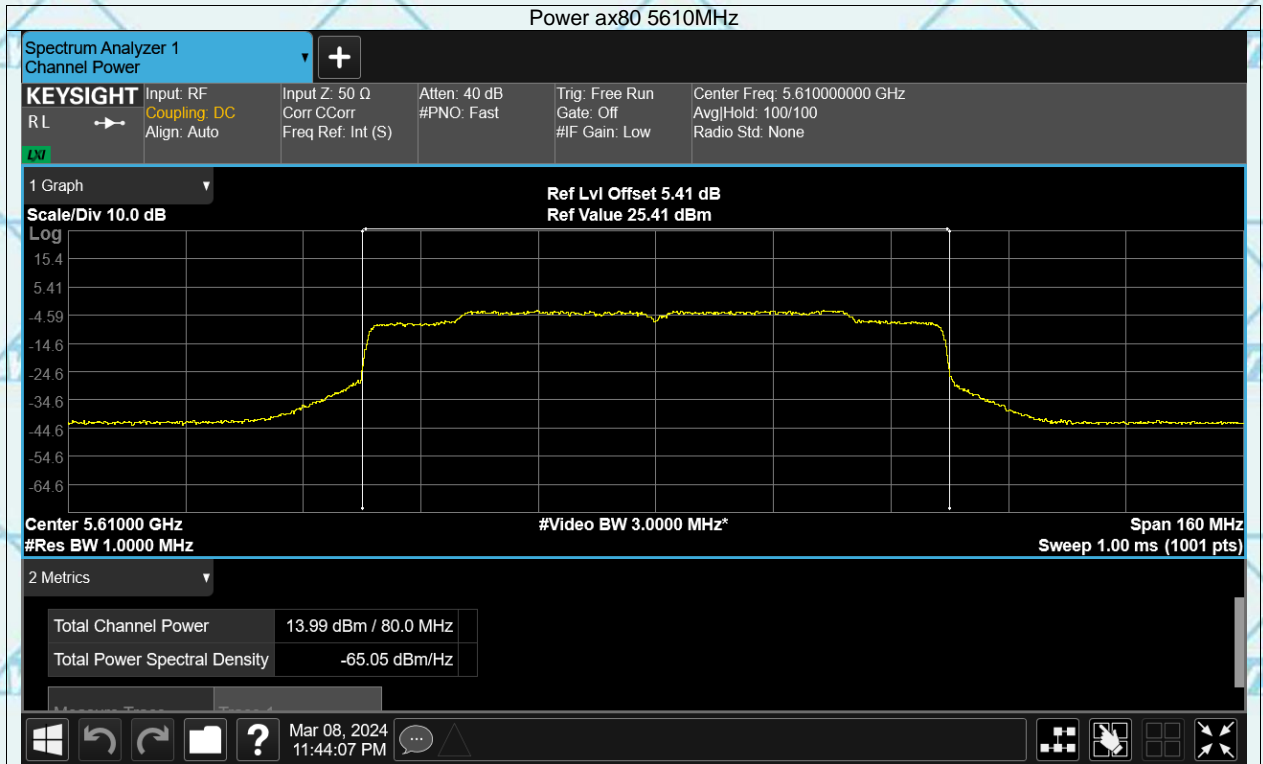 Power ax80 5610MHz
Spectrum Analyzer 1
Channel Power
KEYSIGHT
R L
LXI
Input: RF
Coupling: DC
Align: Auto
Input Z: 50 Ω
Corr CCorr
Freq Ref: Int (S)
Atten: 40 dB
#PNO: Fast
Trig: Free Run
Gate: Off
#IF Gain: Low
Center Freq: 5.610000000 GHz
Avg|Hold: 100/100
Radio Std: None
1 Graph
Scale/Div 10.0 dB
Ref Lvl Offset 5.41 dB
Ref Value 25.41 dBm
Log
15.4
5.41
-4.59
-14.6
-24.6
-34.6
-44.6
-54.6
-64.6
Center 5.61000 GHz
#Video BW 3.0000 MHz*
Span 160 MHz
#Res BW 1.0000 MHz
Sweep 1.00 ms (1001 pts)
2 Metrics
Total Channel Power 13.99 dBm / 80.0 MHz
Total Power Spectral Density -65.05 dBm/Hz
Mar 08, 2024
11:44:07 PM